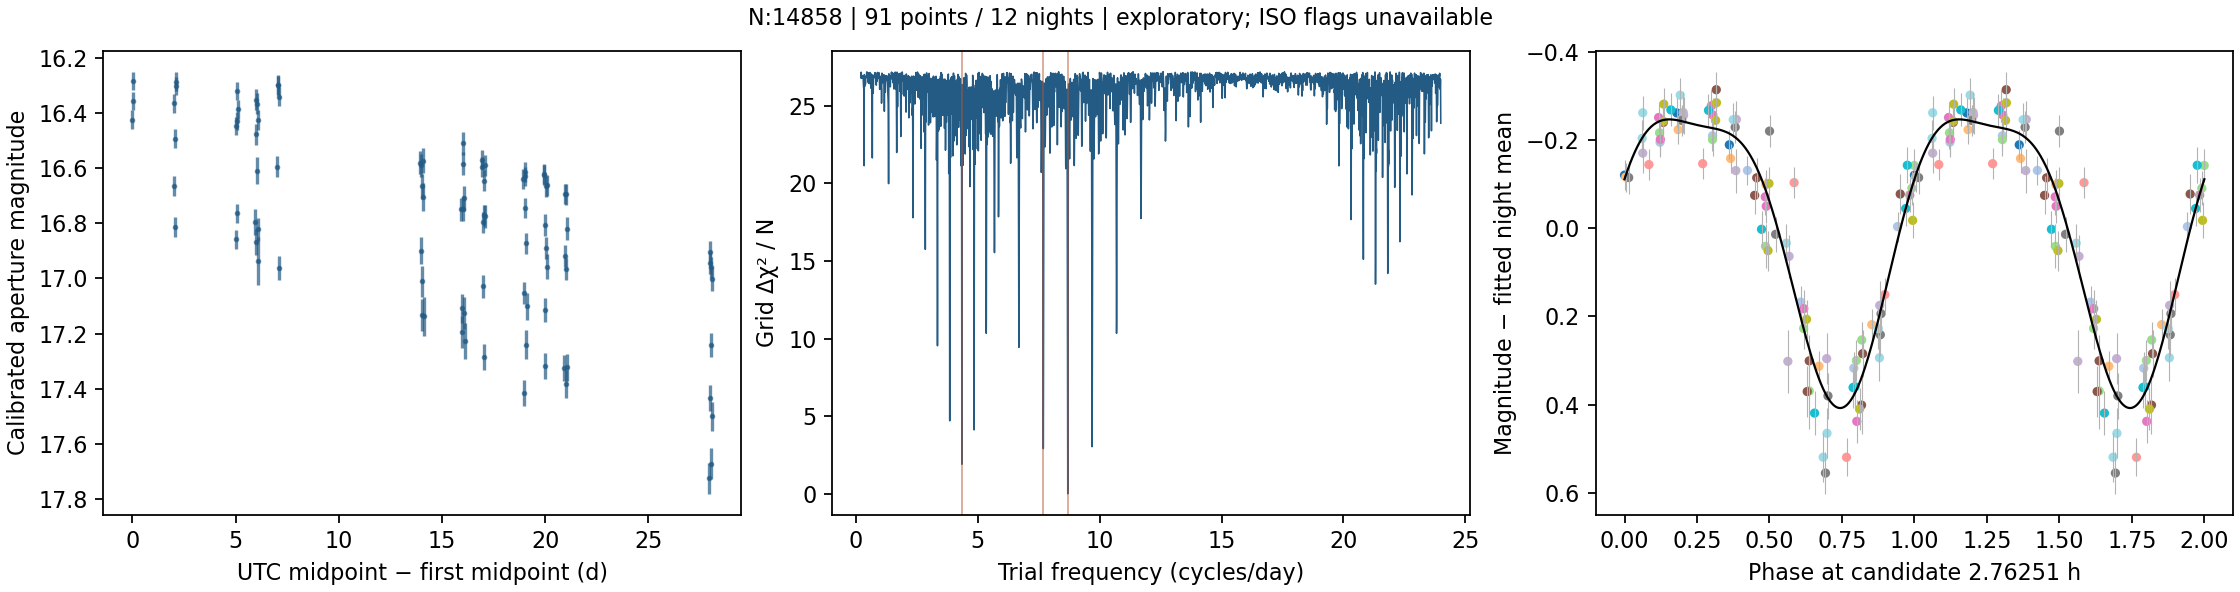 N:14858 | 91 points / 12 nights | exploratory; ISO flags unavailable
Calibrated aperture magnitude
16.2
16.4
16.6
16.8
17.0
17.2
17.4
17.6
17.8
0 5 10 15 20 25
UTC midpoint − first midpoint (d)
Grid Δχ² / N
25
20
15
10
5
0
0 5 10 15 20 25
Trial frequency (cycles/day)
Magnitude − fitted night mean
−0.4
−0.2
0.0
0.2
0.4
0.6
0.00 0.25 0.50 0.75 1.00 1.25 1.50 1.75 2.00
Phase at candidate 2.76251 h